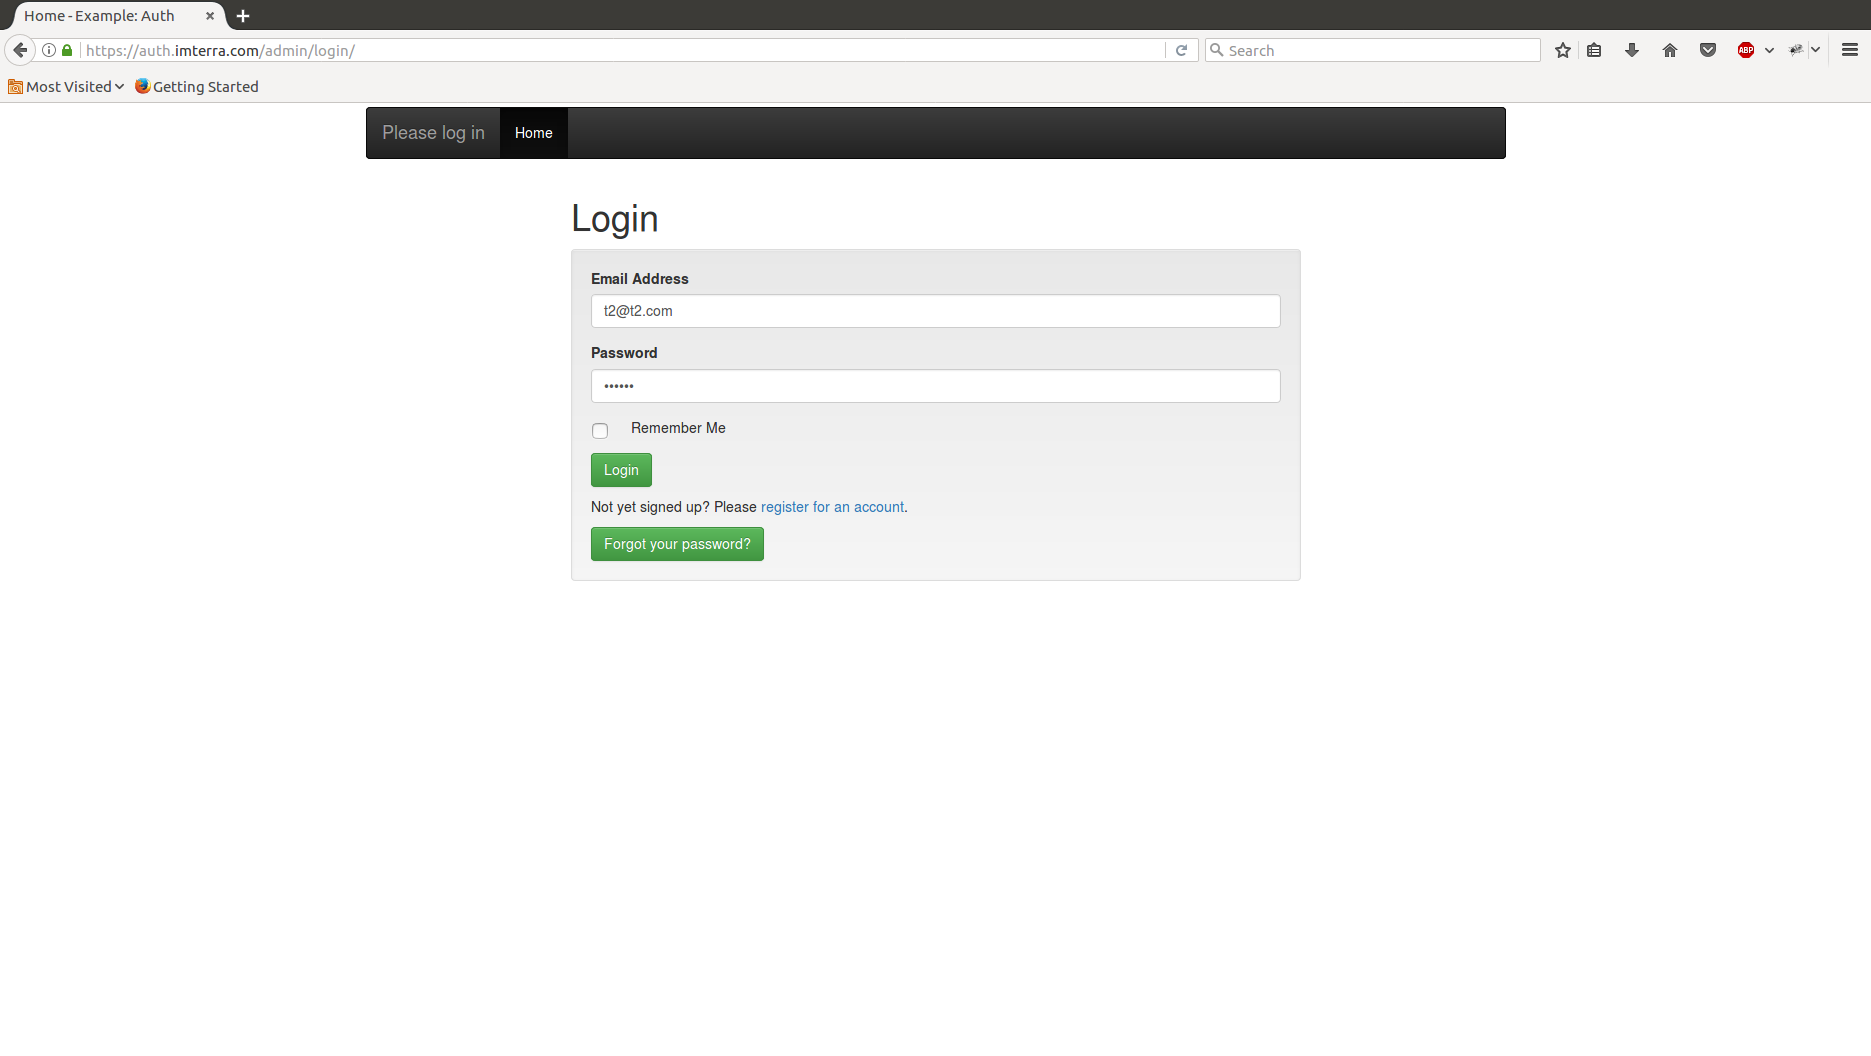 Home - Example: Auth
https://auth.imterra.com/admin/login/
Search
ABP
Most Visited
Getting Started
Please log in
Home
Login
Email Address
t2@t2.com
Password
••••••
Remember Me
Login
Not yet signed up? Please register for an account.
Forgot your password?